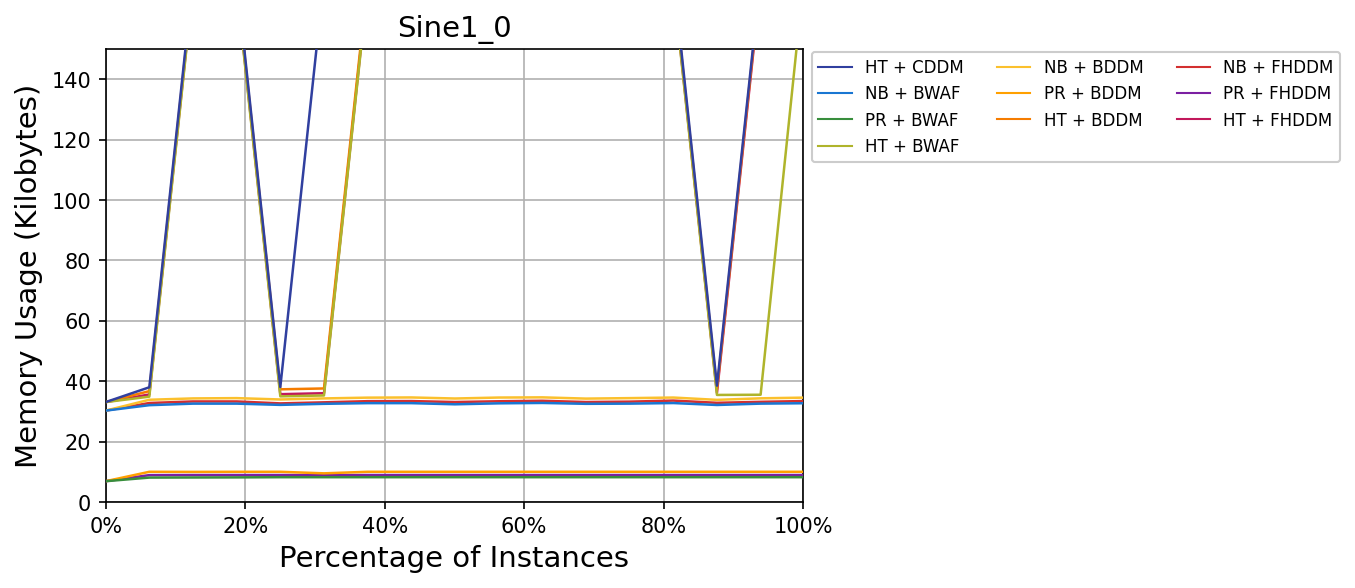 Sine1_0
Memory Usage (Kilobytes)
140
120
100
80
60
40
20
0
0% 20% 40% 60% 80% 100%
Percentage of Instances
HT + CDDM NB + BDDM NB + FHDDM
NB + BWAF PR + BDDM PR + FHDDM
PR + BWAF HT + BDDM HT + FHDDM
HT + BWAF